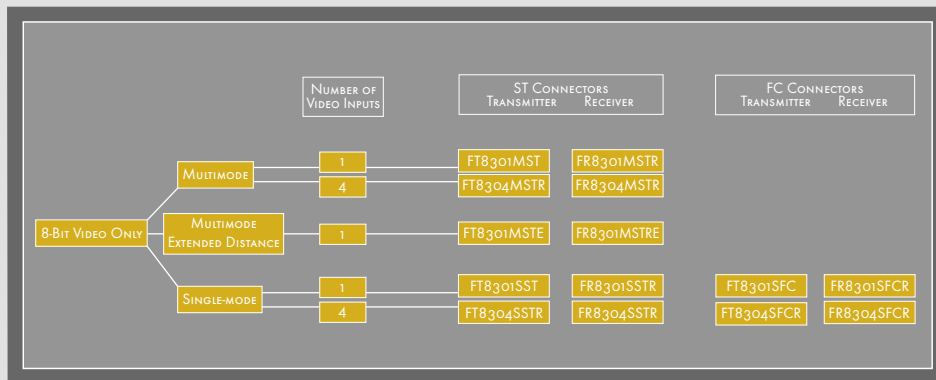 Number of
Video Inputs
ST Connectors
Transmitter Receiver
FC Connectors
Transmitter Receiver
8-Bit Video Only
Multimode
1 FT8301MST FR8301MSTR
4 FT8304MSTR FR8304MSTR
Multimode
Extended Distance
1 FT8301MSTE FR8301MSTRE
Single-mode
1 FT8301SST FR8301SSTR FT8301SFC FR8301SFCR
4 FT8304SSTR FR8304SSTR FT8304SFCR FR8304SFCR